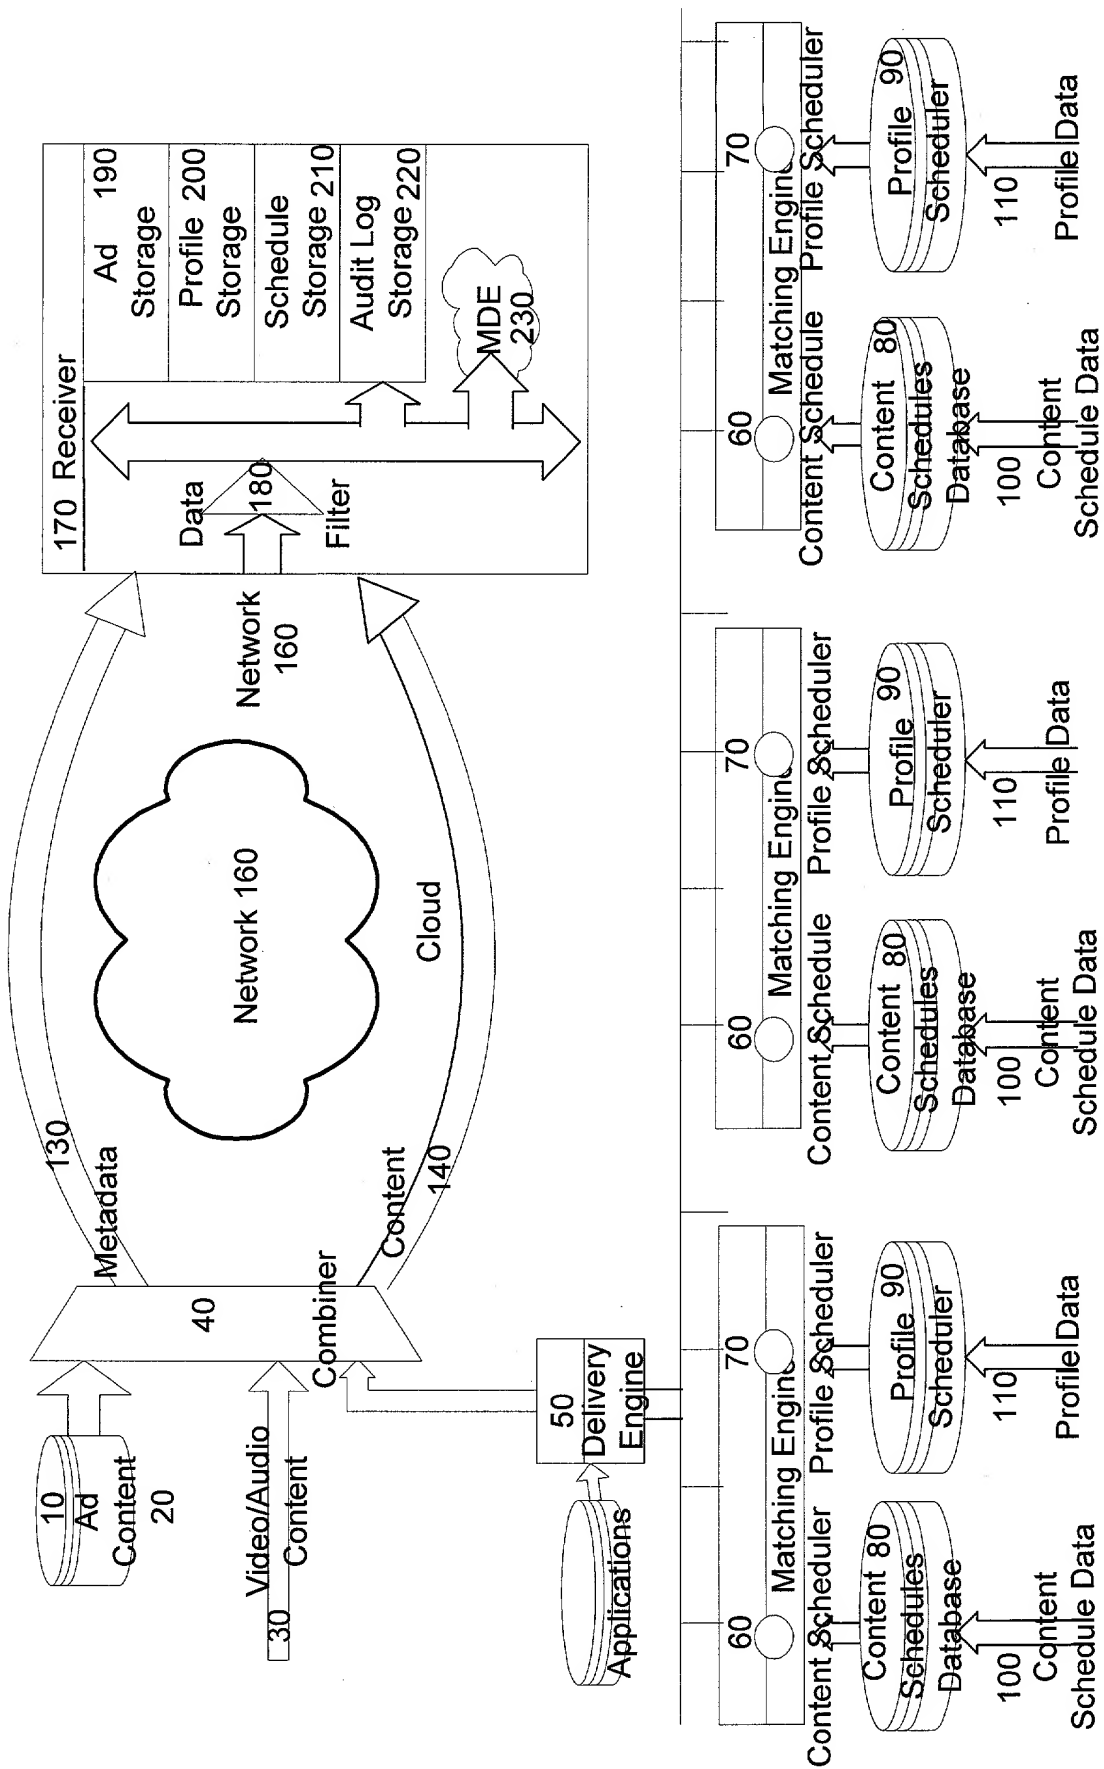 10
Ad
Content
20
Video/Audio
Content
30
40
Combiner
Metadata
130
Content
140
Network 160
Cloud
Network
160
170 Receiver
Data
180
Filter
Ad 190
Storage
Profile 200
Storage
Schedule
Storage 210
Audit Log
Storage 220
MDE
230
Applications
50
Delivery
Engine
60
70
Matching Engine
Content Scheduler
Profile Scheduler
Content 80
Schedules
Database
Profile 90
Scheduler
100
Content
Schedule Data
110
Profile Data
60
70
Matching Engine
Content Schedule
Profile Scheduler
Content 80
Schedules
Database
Profile 90
Scheduler
100
Content
Schedule Data
110
Profile Data
60
70
Matching Engine
Content Schedule
Profile Scheduler
Content 80
Schedules
Database
Profile 90
Scheduler
100
Content
Schedule Data
110
Profile Data